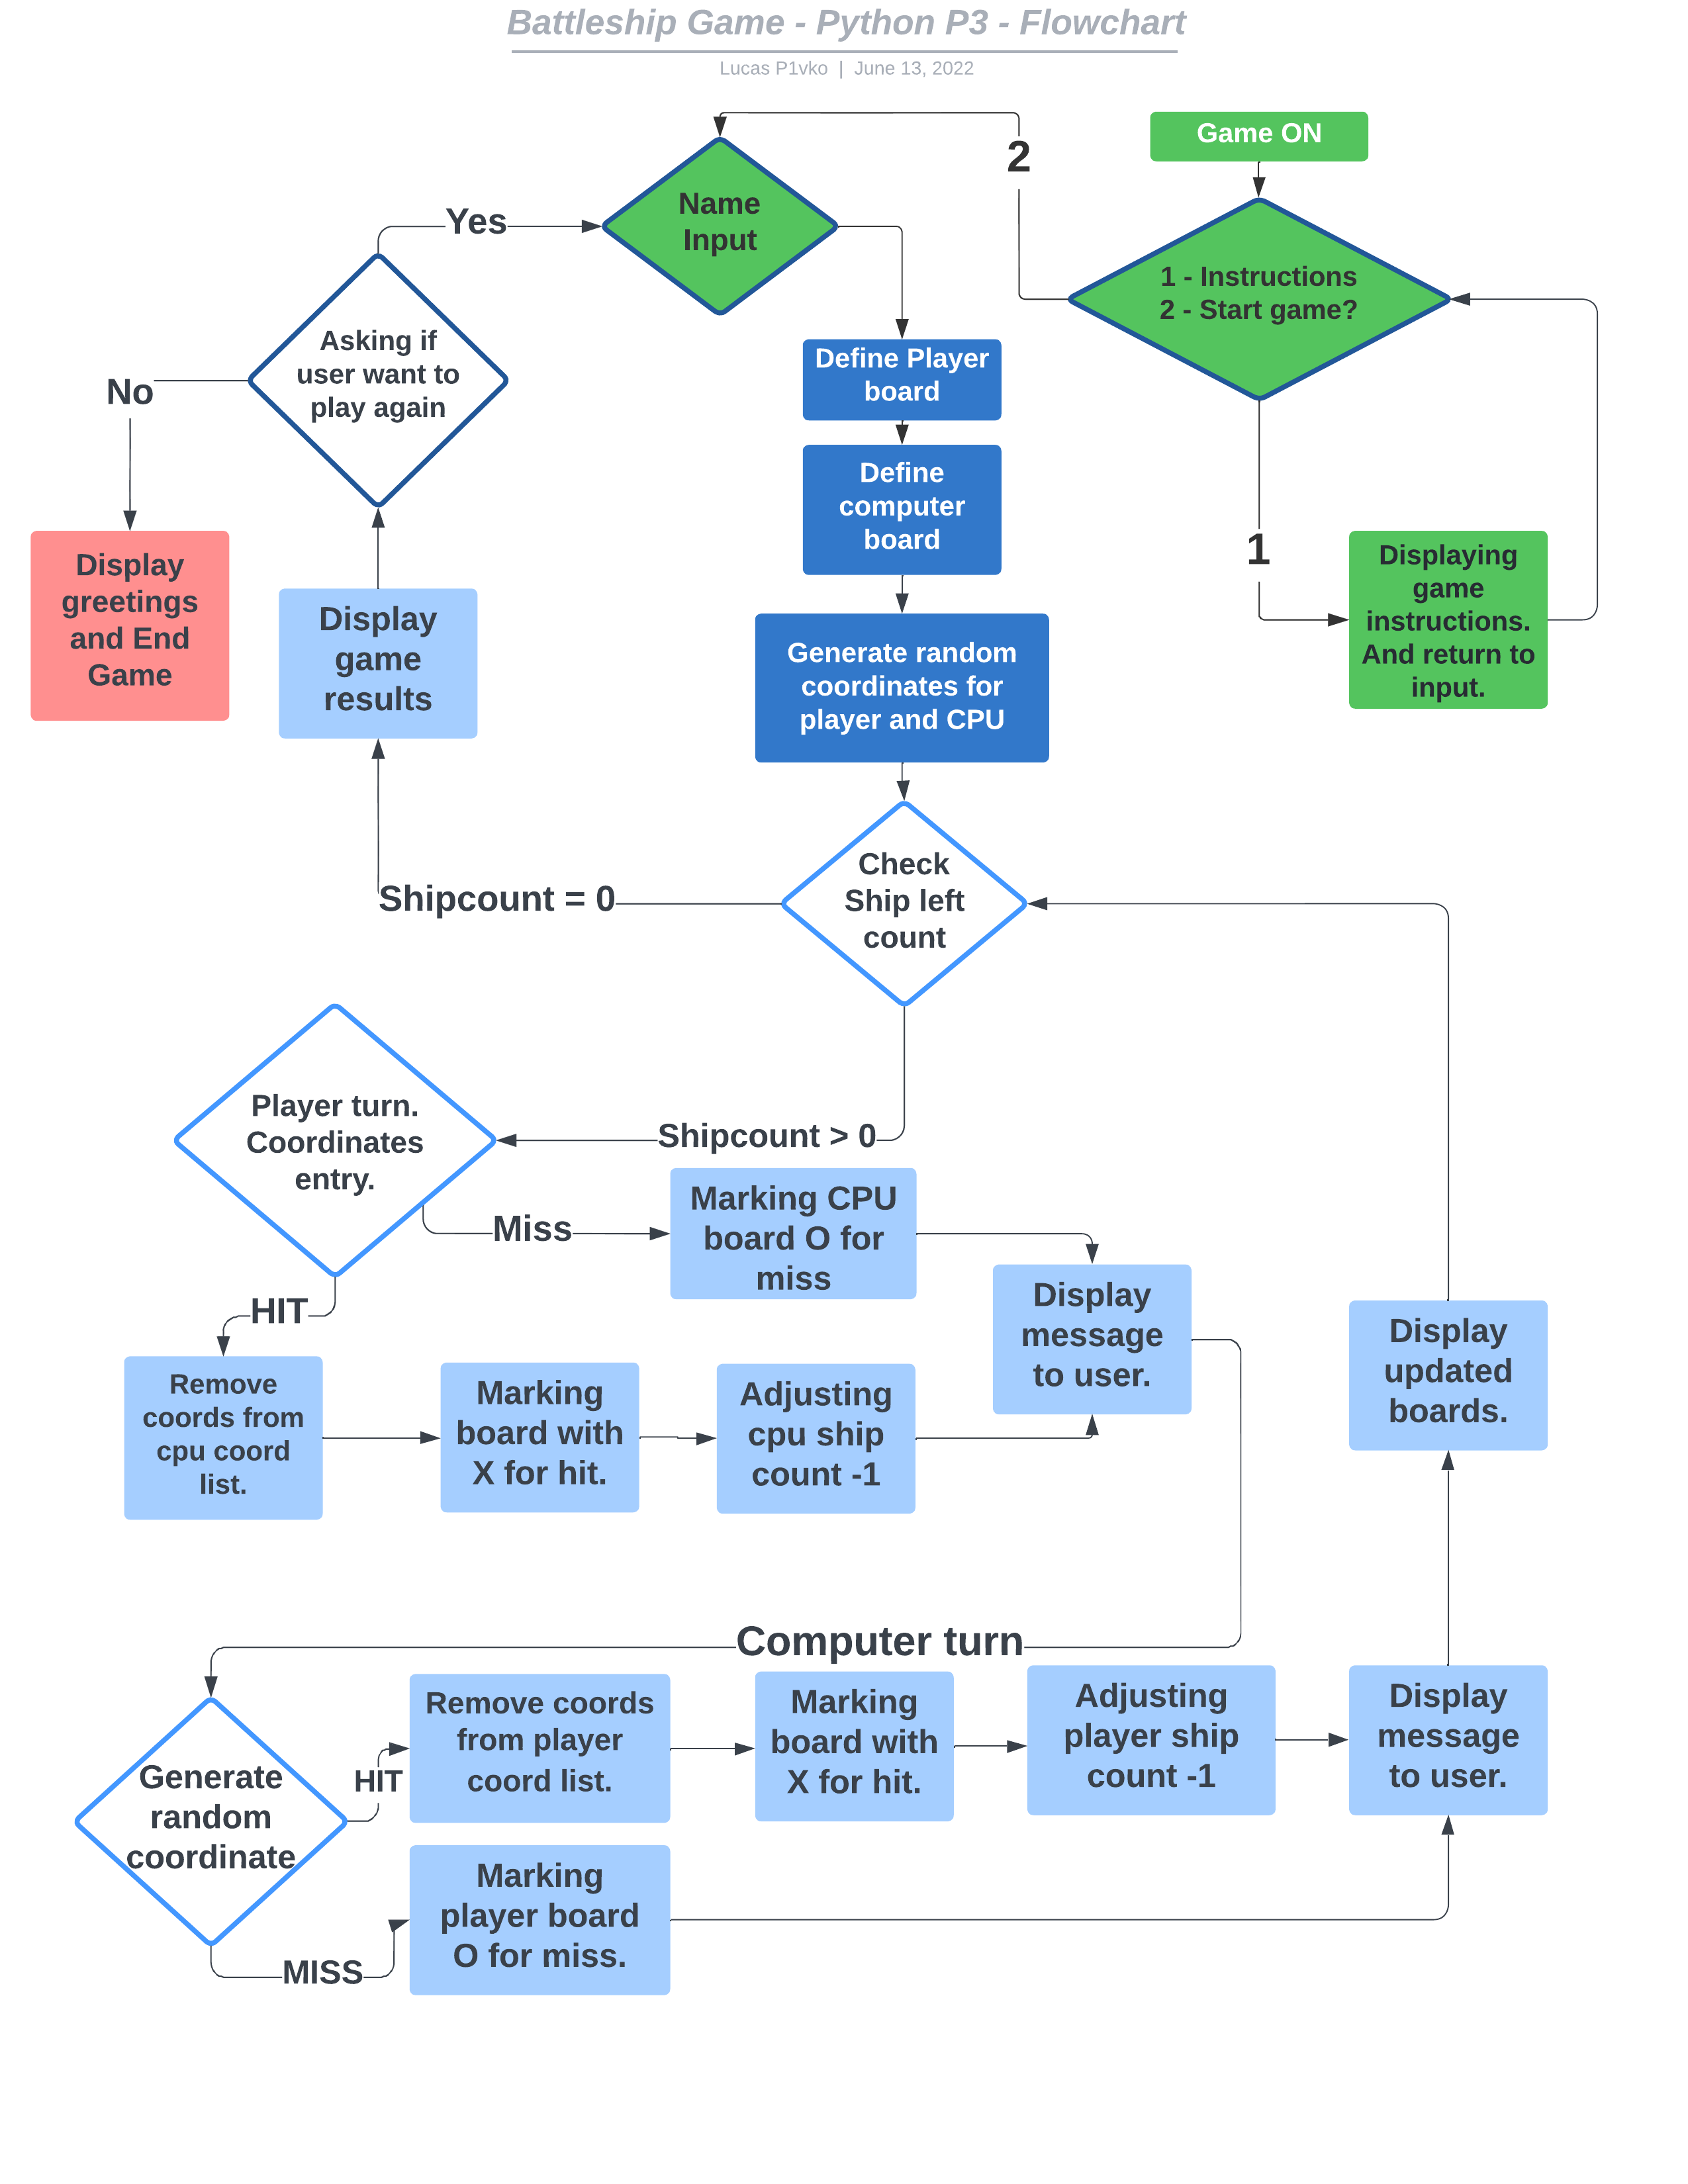 Battleship Game - Python P3 - Flowchart
Lucas P1vko | June 13, 2022
Game ON
2
1 - Instructions
2 - Start game?
1
Displaying
game
instructions.
And return to
input.
Name
Input
Yes
Asking if
user want to
play again
No
Display
greetings
and End
Game
Display
game
results
Define Player
board
Define
computer
board
Generate random
coordinates for
player and CPU
Check
Ship left
count
Shipcount = 0
Shipcount > 0
Player turn.
Coordinates
entry.
Miss
Marking CPU
board O for
miss
HIT
Remove
coords from
cpu coord
list.
Marking
board with
X for hit.
Adjusting
cpu ship
count -1
Display
message
to user.
Display
updated
boards.
Computer turn
Generate
random
coordinate
HIT
Remove coords
from player
coord list.
Marking
board with
X for hit.
Adjusting
player ship
count -1
Display
message
to user.
MISS
Marking
player board
O for miss.